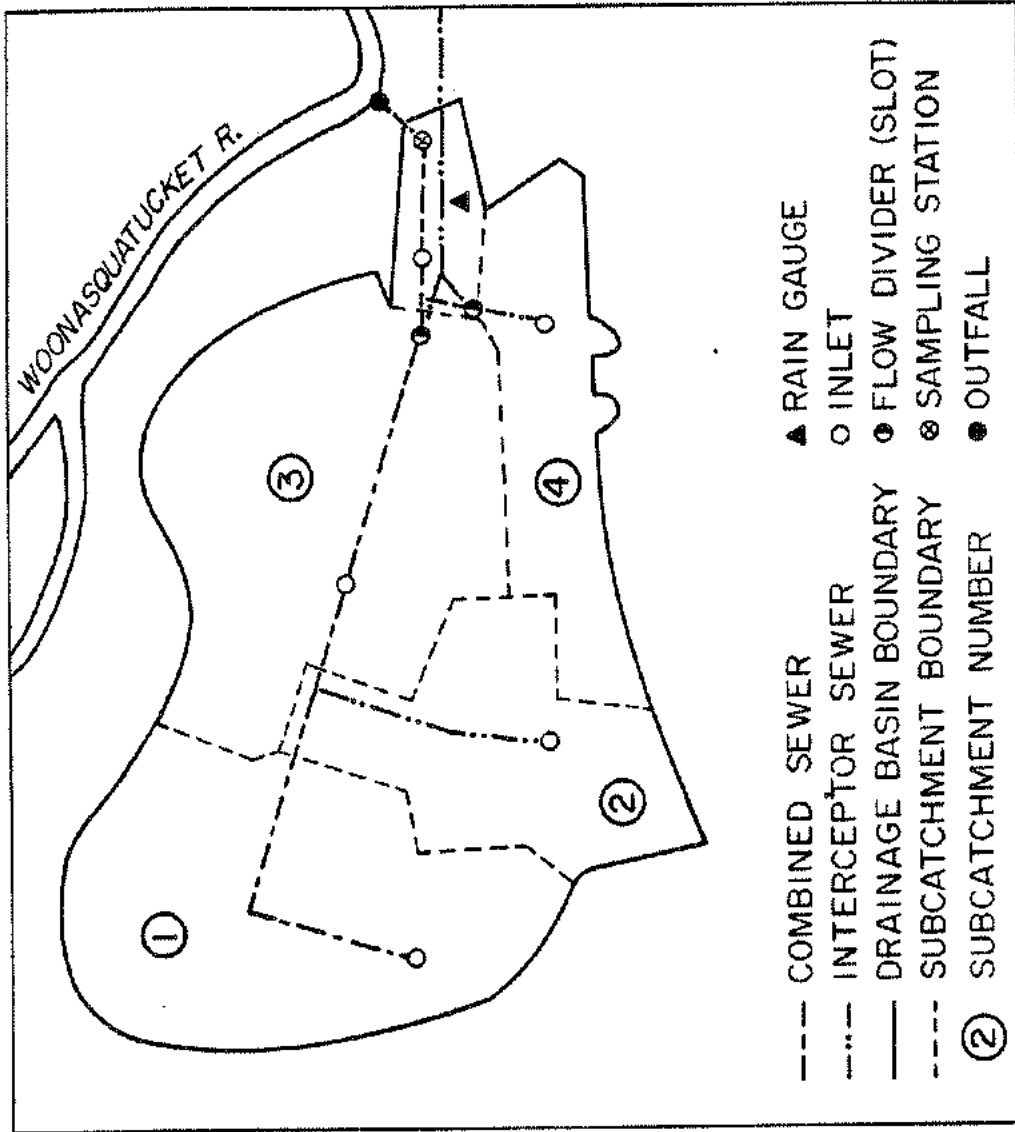 WOONASQUATUCKET R.
③
④
①
②
COMBINED SEWER
INTERCEPTOR SEWER
DRAINAGE BASIN BOUNDARY
SUBCATCHMENT BOUNDARY
② SUBCATCHMENT NUMBER
RAIN GAUGE
INLET
FLOW DIVIDER (SLOT)
SAMPLING STATION
OUTFALL